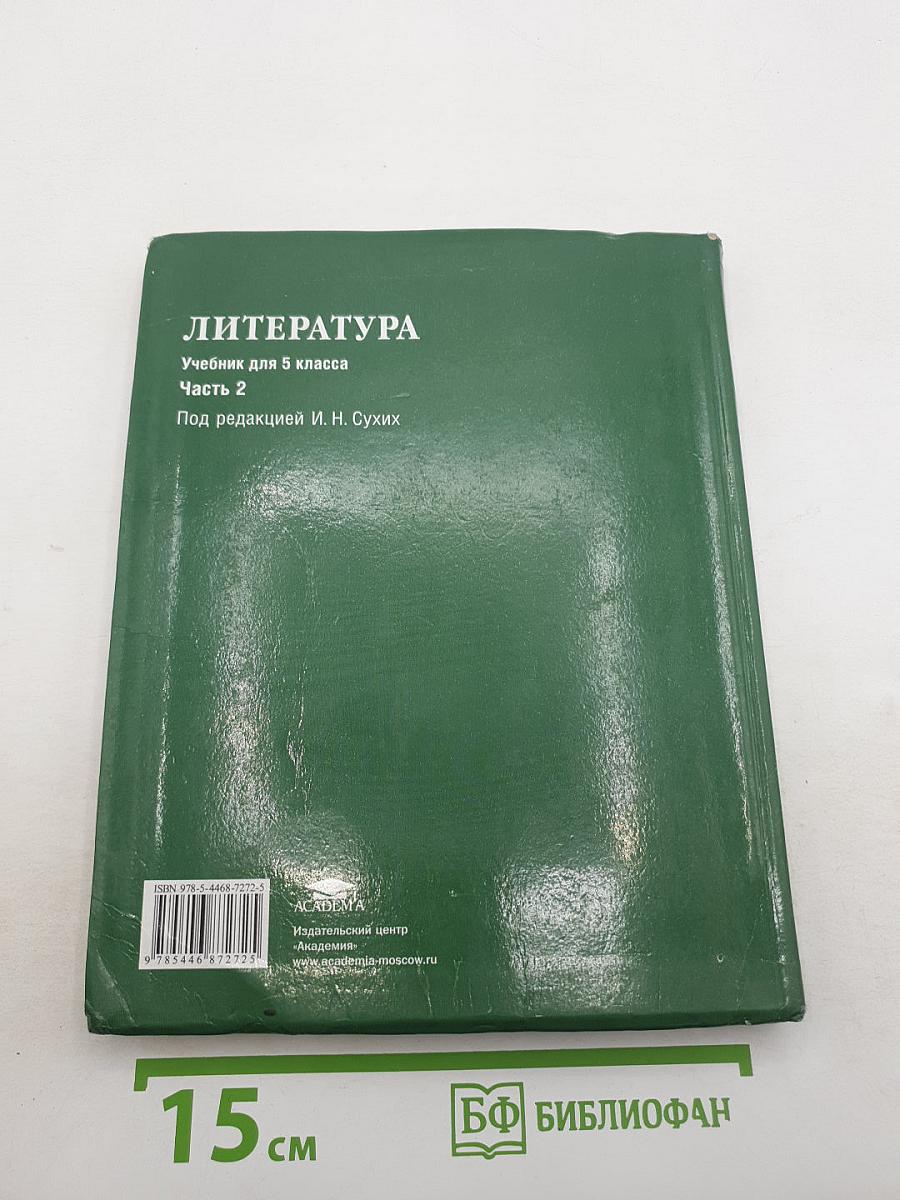 ЛИТЕРАТУРА
Учебник для 5 класса
Часть 2
Под редакцией И. Н. Сухих
ISBN 978-5-4468-7272-5
9 785446 872725
ACADEMA
Издательский центр
«Академия»
www.academia-moscow.ru
15 см
БФ БИБЛИОФАН